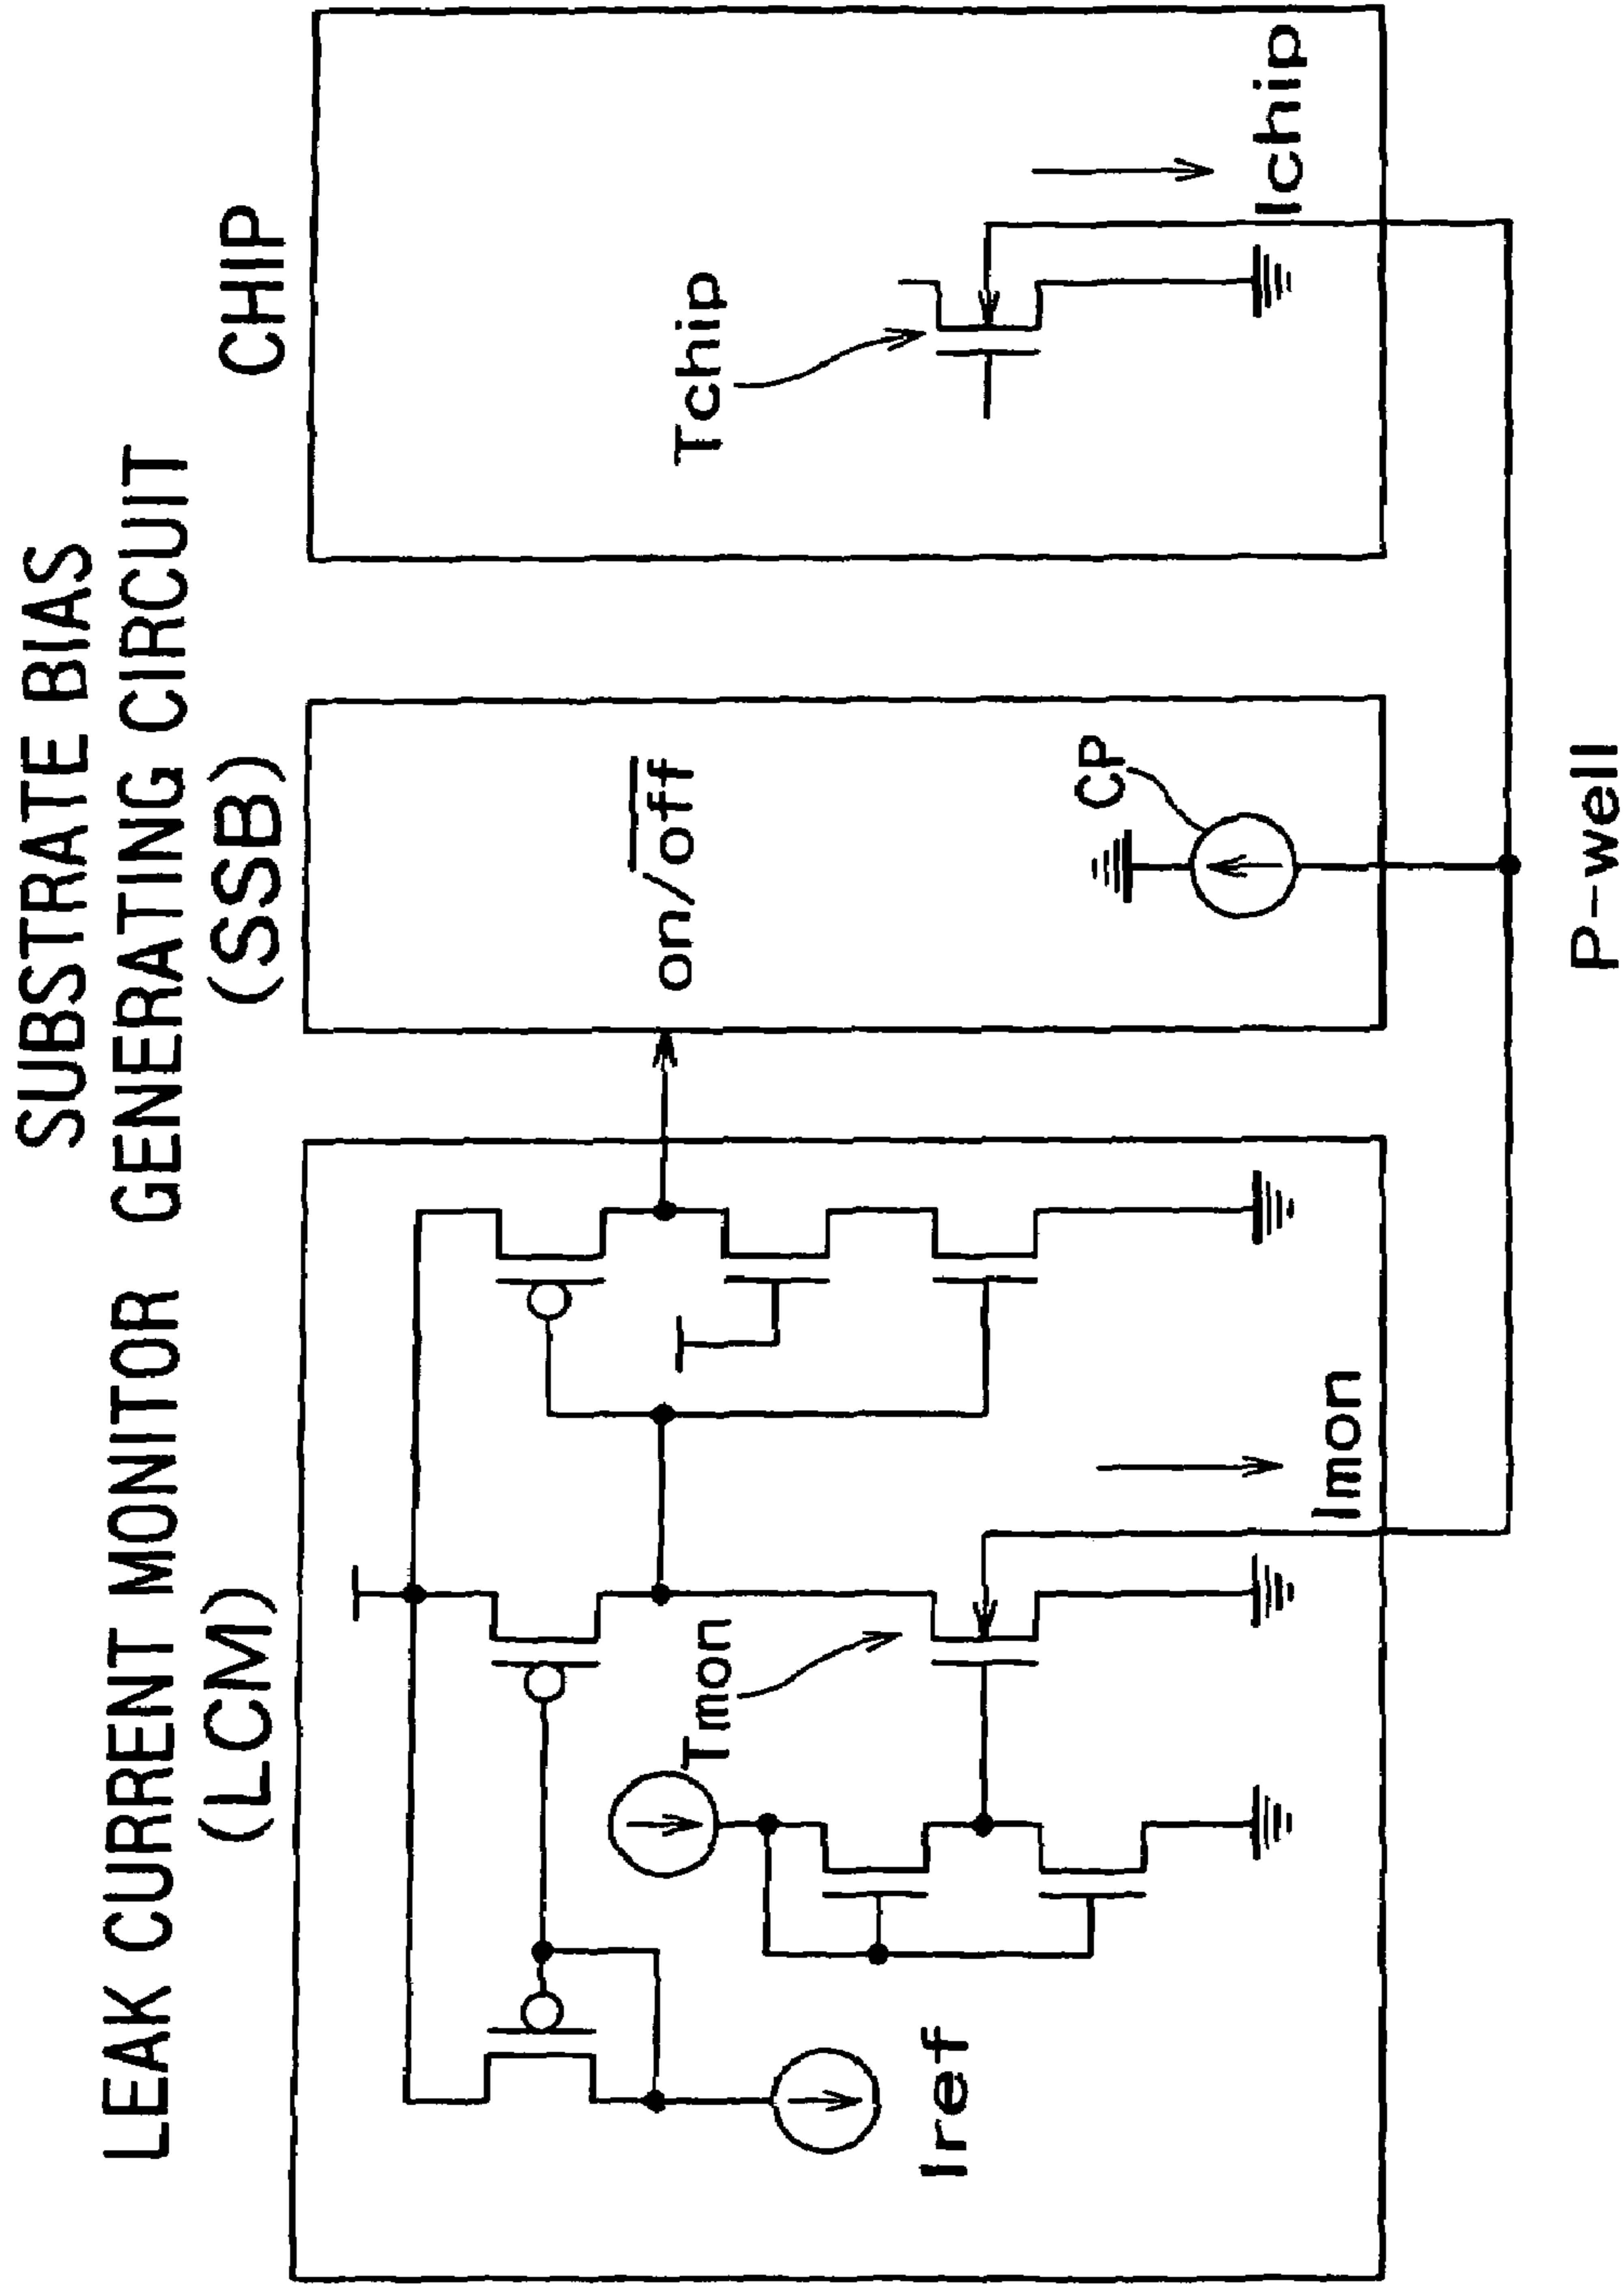 SUBSTRATE BIAS
LEAK CURRENT MONITOR GENERATING CIRCUIT CHIP
(LCM) (SSB)
on/off
Tmon
Tchip
CP
Iref
Imon
Ichip
P-well